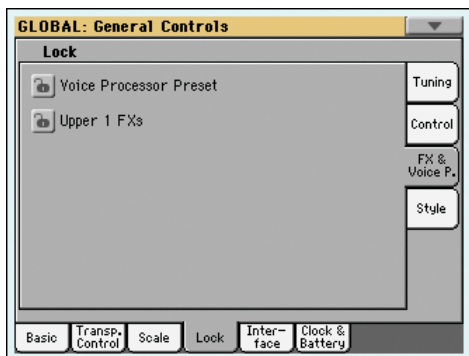 GLOBAL: General Controls
Lock
Voice Processor Preset
Upper 1 FXs
Tuning
Control
FX &
Voice P.
Style
Basic
Transp.
Control
Scale
Lock
Inter-
face
Clock &
Battery